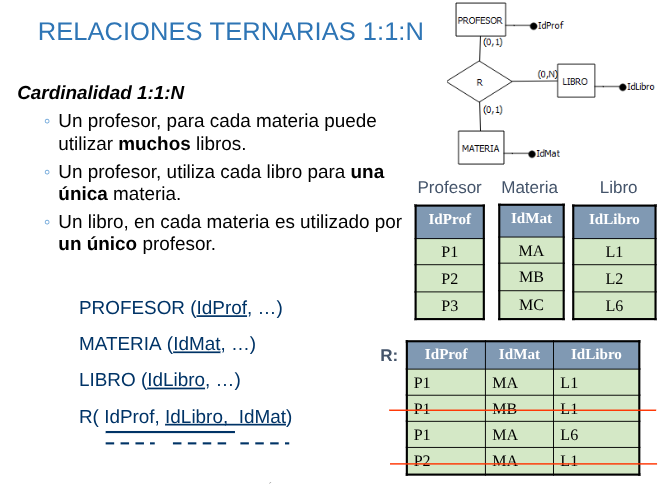 RELACIONES TERNARIAS 1:1:N
PROFESOR
IdProf
(0,1)
R
(0,N)
LIBRO
IdLibro
(0,1)
MATERIA
IdMat
Cardinalidad 1:1:N
Un profesor, para cada materia puede
utilizar muchos libros.
Un profesor, utiliza cada libro para una
única materia.
Un libro, en cada materia es utilizado por
un único profesor.
PROFESOR (IdProf, …)
MATERIA (IdMat, …)
LIBRO (IdLibro, …)
R( IdProf, IdLibro, IdMat)
Profesor Materia Libro
IdProf IdMat IdLibro
P1 MA L1
P2 MB L2
P3 MC L6
R:
IdProf IdMat IdLibro
P1 MA L1
P1 MB L1
P1 MA L6
P2 MA L1